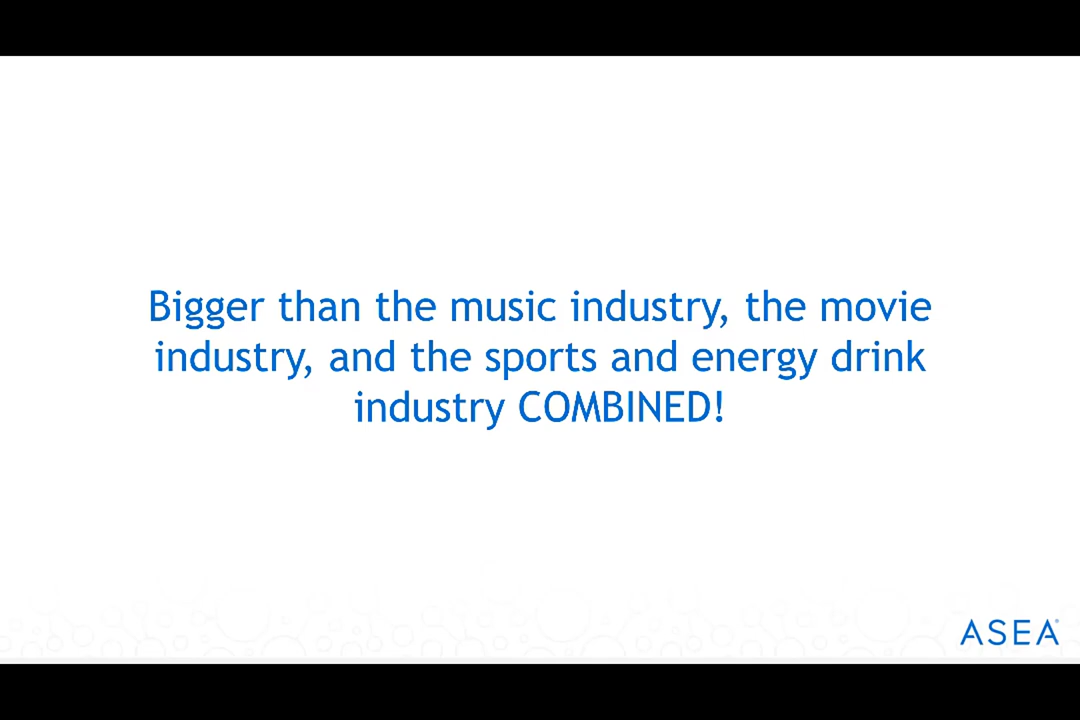 Bigger than the music industry, the movie
industry, and the sports and energy drink
industry COMBINED!
ASEA